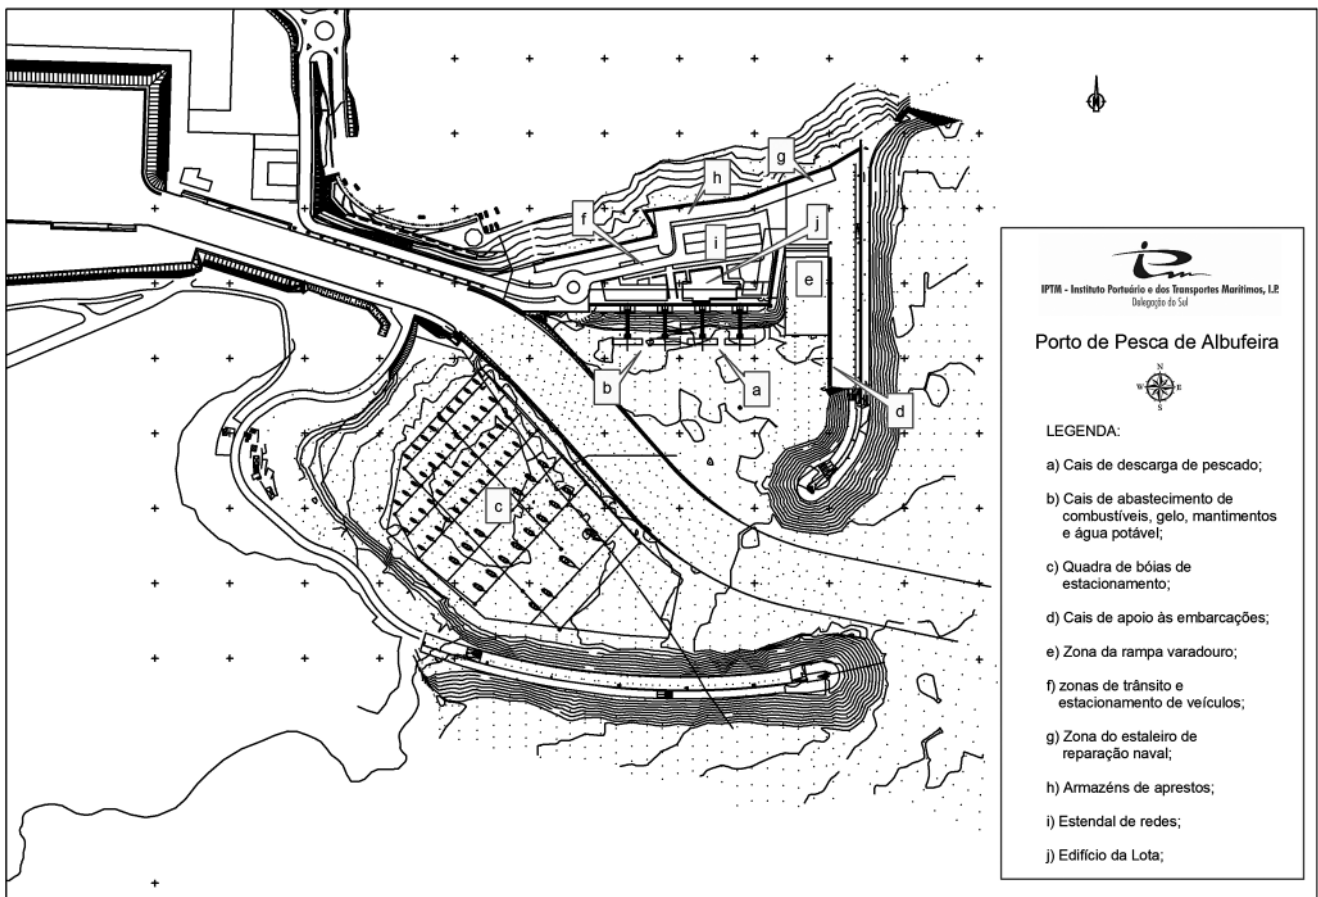 g
h
f
j
i
e
b
a
d
c
IPTM - Instituto Portuário e dos Transportes Marítimos, I.P.
Delegação do Sul
Porto de Pesca de Albufeira
N
W E
S
LEGENDA:
a) Cais de descarga de pescado;
b) Cais de abastecimento de
combustíveis, gelo, mantimentos
e água potável;
c) Quadra de bóias de
estacionamento;
d) Cais de apoio às embarcações;
e) Zona da rampa varadouro;
f) zonas de trânsito e
estacionamento de veículos;
g) Zona do estaleiro de
reparação naval;
h) Armazéns de aprestos;
i) Estendal de redes;
j) Edifício da Lota;